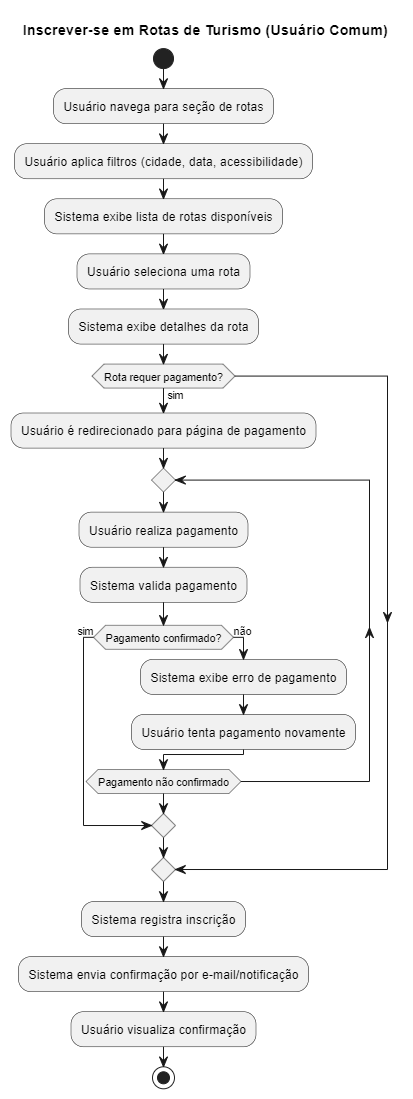 Inscrever-se em Rotas de Turismo (Usuário Comum)
Usuário navega para seção de rotas
Usuário aplica filtros (cidade, data, acessibilidade)
Sistema exibe lista de rotas disponíveis
Usuário seleciona uma rota
Sistema exibe detalhes da rota
Rota requer pagamento?
sim
Usuário é redirecionado para página de pagamento
Usuário realiza pagamento
Sistema valida pagamento
sim
Pagamento confirmado?
não
Sistema exibe erro de pagamento
Usuário tenta pagamento novamente
Pagamento não confirmado
Sistema registra inscrição
Sistema envia confirmação por e-mail/notificação
Usuário visualiza confirmação